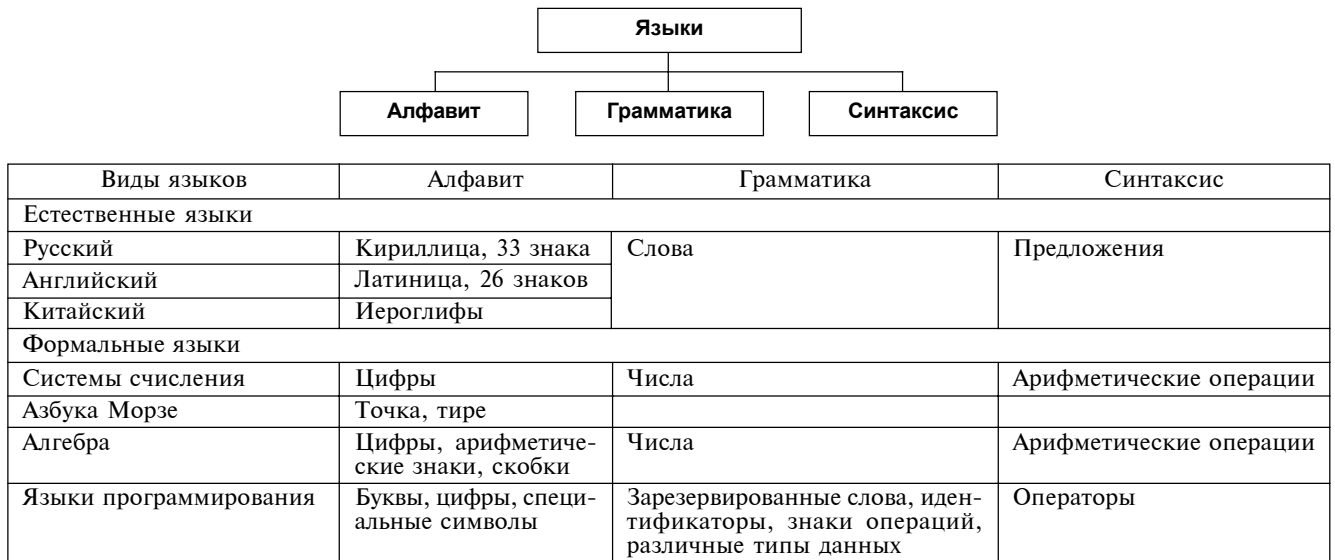 Языки
Алфавит Грамматика Синтаксис
Виды языков Алфавит Грамматика Синтаксис
Естественные языки
Русский Кириллица, 33 знака Слова Предложения
Английский Латиница, 26 знаков
Китайский Иероглифы
Формальные языки
Системы счисления Цифры Числа Арифметические операции
Азбука Морзе Точка, тире
Алгебра Цифры, арифметиче- Числа Арифметические операции
ские знаки, скобки
Языки программирования Буквы, цифры, специ- Зарезервированные слова, иден- Операторы
альные символы тификаторы, знаки операций,
различные типы данных